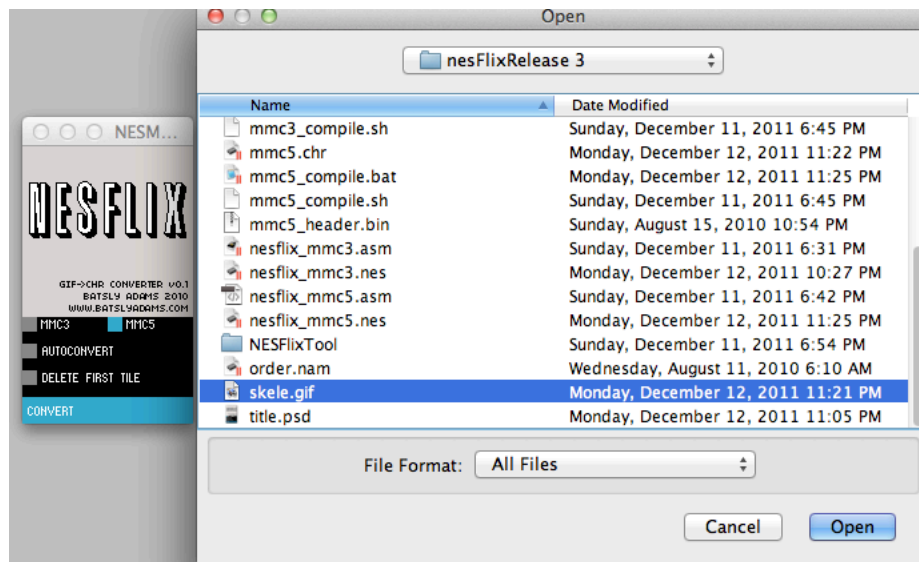 Open
nesFlixRelease 3
Name Date Modified
mmc3_compile.sh Sunday, December 11, 2011 6:45 PM
mmc5.chr Monday, December 12, 2011 11:22 PM
mmc5_compile.bat Monday, December 12, 2011 11:25 PM
mmc5_compile.sh Sunday, December 11, 2011 6:45 PM
mmc5_header.bin Sunday, August 15, 2010 10:54 PM
nesflix_mmc3.asm Sunday, December 11, 2011 6:31 PM
nesflix_mmc3.nes Monday, December 12, 2011 10:27 PM
nesflix_mmc5.asm Sunday, December 11, 2011 6:42 PM
nesflix_mmc5.nes Monday, December 12, 2011 11:25 PM
NESFlixTool Sunday, December 11, 2011 6:54 PM
order.nam Wednesday, August 11, 2010 6:10 AM
skele.gif Monday, December 12, 2011 11:21 PM
title.psd Monday, December 12, 2011 11:05 PM
File Format: All Files
Cancel Open
NESM...
NESFLIX
GIF->CHR CONVERTER V0.1
BATSLY ADAMS 2010
WWW.BATSLYADAMS.COM
MMC3 MMC5
AUTOCONVERT
DELETE FIRST TILE
CONVERT